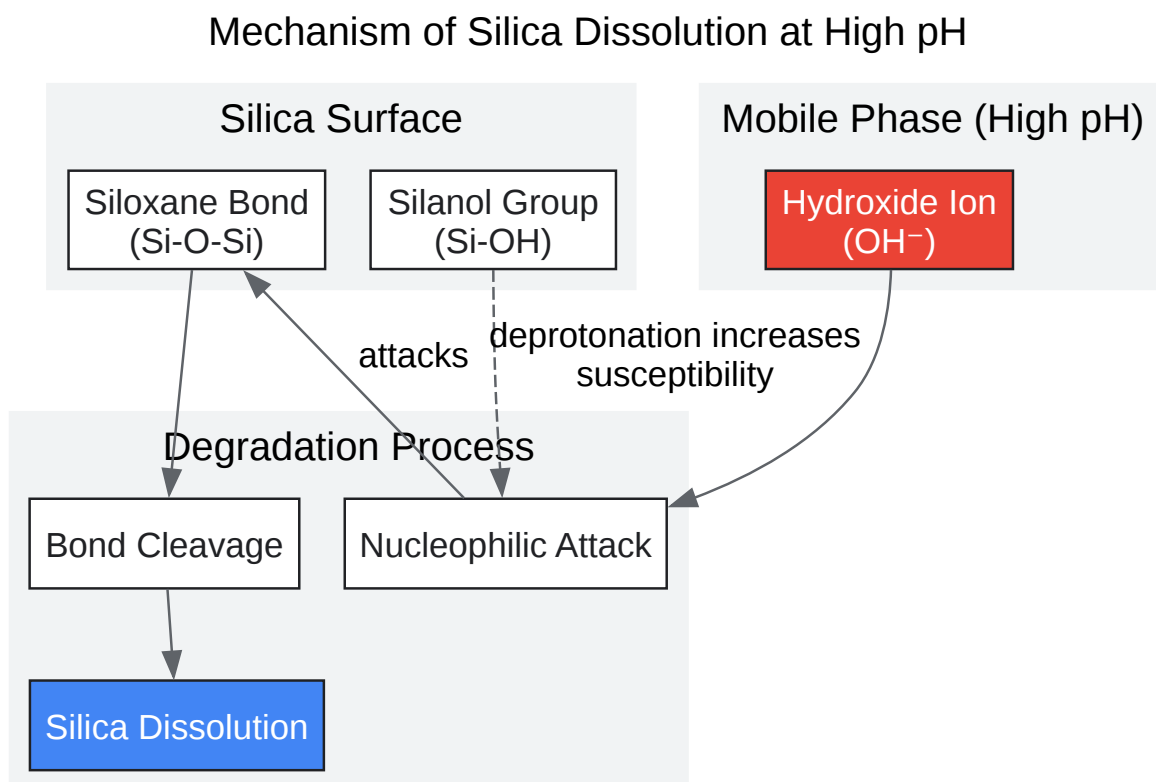 Mechanism of Silica Dissolution at High pH
Silica Surface
Mobile Phase (High pH)
Siloxane Bond
(Si-O-Si)
Silanol Group
(Si-OH)
Hydroxide Ion
(OH⁻)
attacks
deprotonation increases
susceptibility
Degradation Process
Bond Cleavage
Nucleophilic Attack
Silica Dissolution